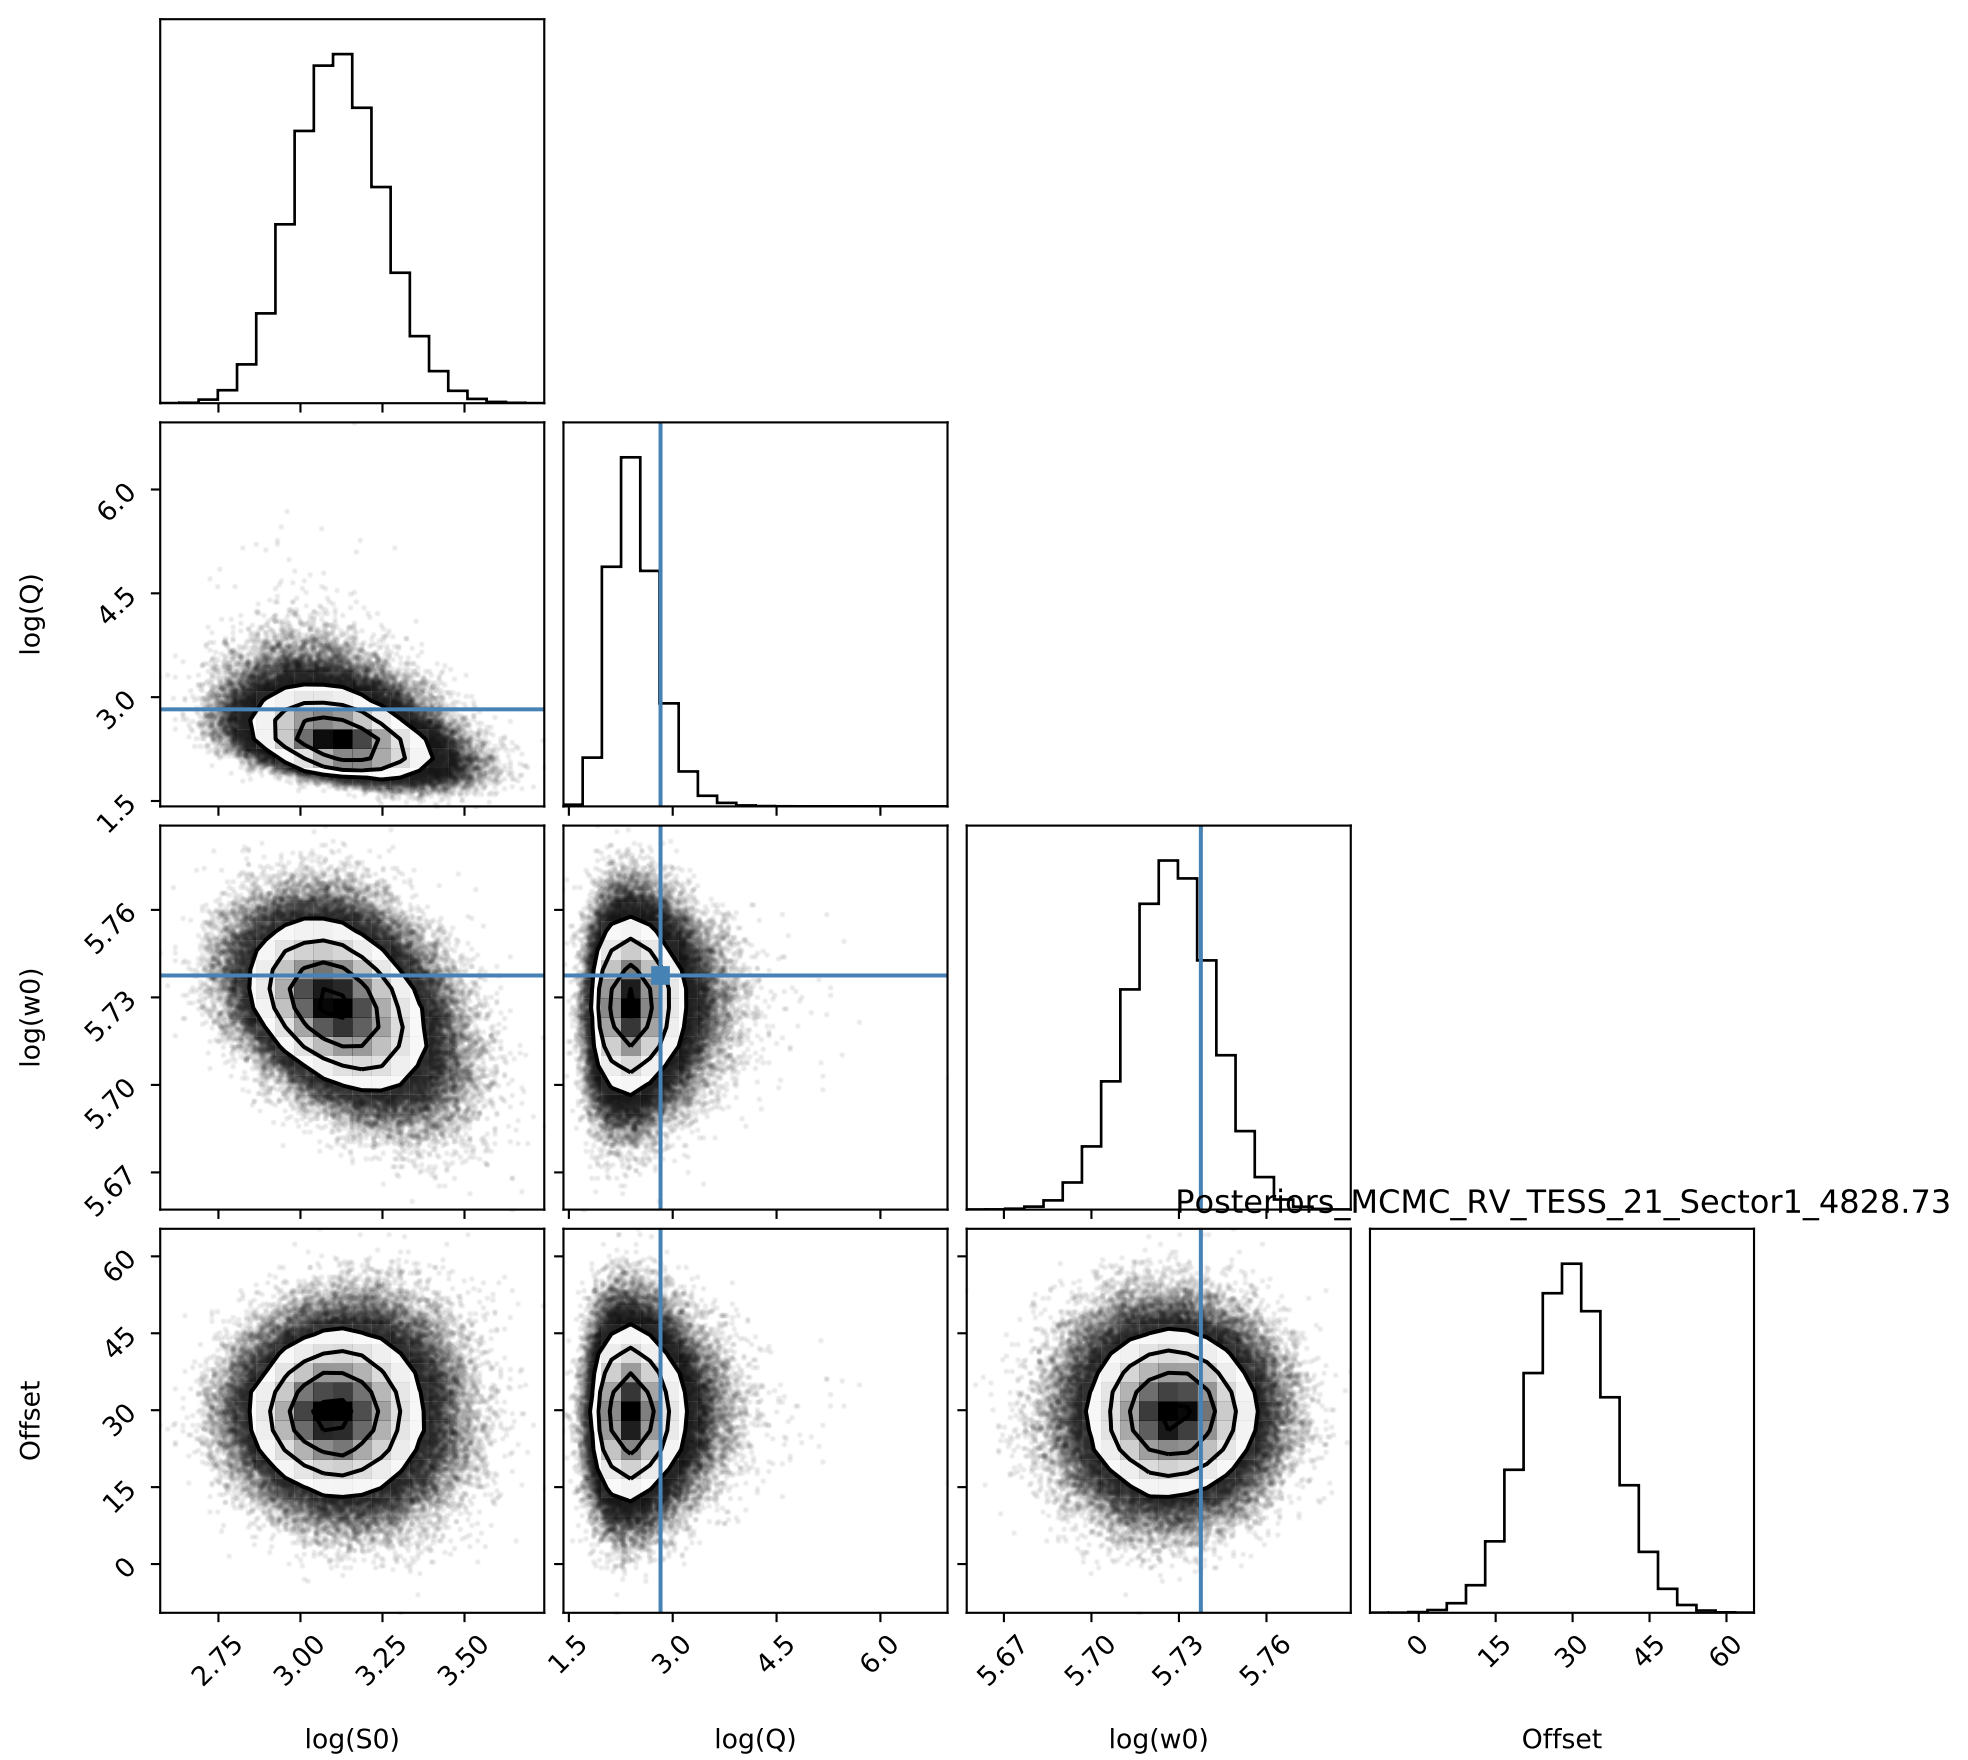 6.0
4.5
3.0
1.5
log(Q)
5.76
5.73
5.70
5.67
log(w0)
Posteriors_MCMC_RV_TESS_21_Sector1_4828.73
60
45
30
15
0
Offset
2.75 3.00 3.25 3.50 1.5 3.0 4.5 6.0 5.67 5.70 5.73 5.76 0 15 30 45 60
log(S0) log(Q) log(w0) Offset